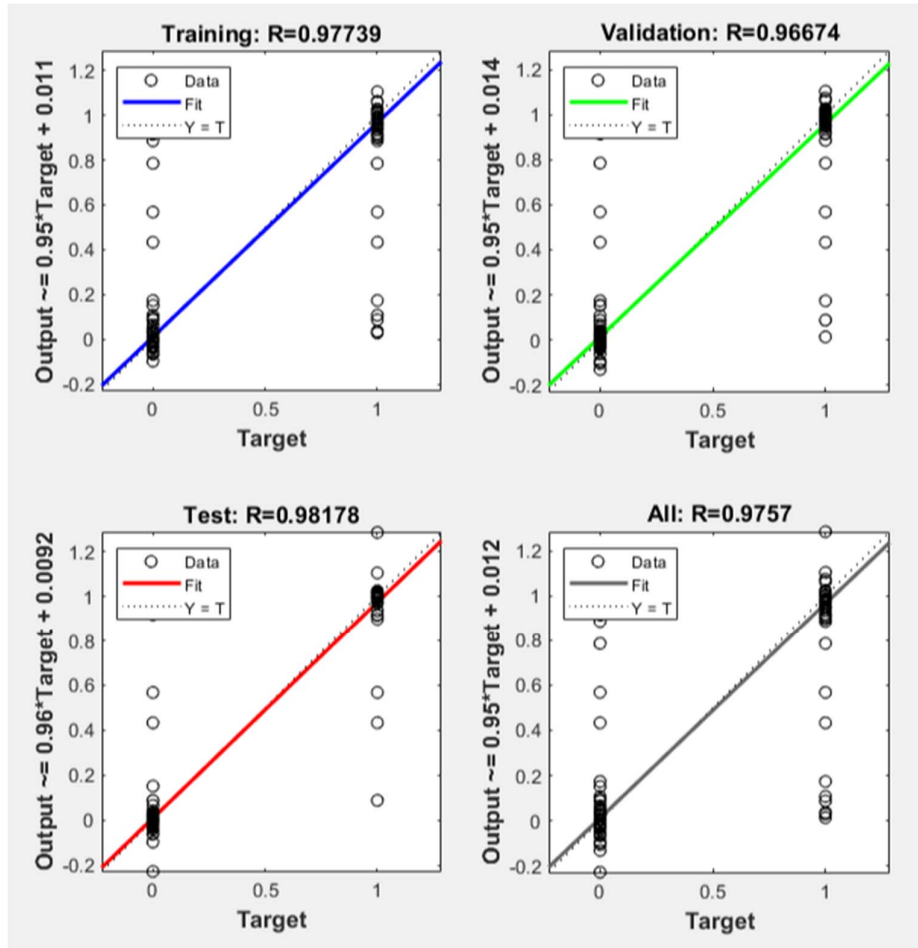 Training: R=0.97739
Output ~= 0.95*Target + 0.011
1.2
1
0.8
0.6
0.4
0.2
0
-0.2
Data
Fit
Y = T
0
0.5
1
Target
Validation: R=0.96674
Output ~= 0.95*Target + 0.014
1.2
1
0.8
0.6
0.4
0.2
0
-0.2
Data
Fit
Y = T
0
0.5
1
Target
Test: R=0.98178
Output ~= 0.96*Target + 0.0092
1.2
1
0.8
0.6
0.4
0.2
0
-0.2
Data
Fit
Y = T
0
0.5
1
Target
All: R=0.9757
Output ~= 0.95*Target + 0.012
1.2
1
0.8
0.6
0.4
0.2
0
-0.2
Data
Fit
Y = T
0
0.5
1
Target